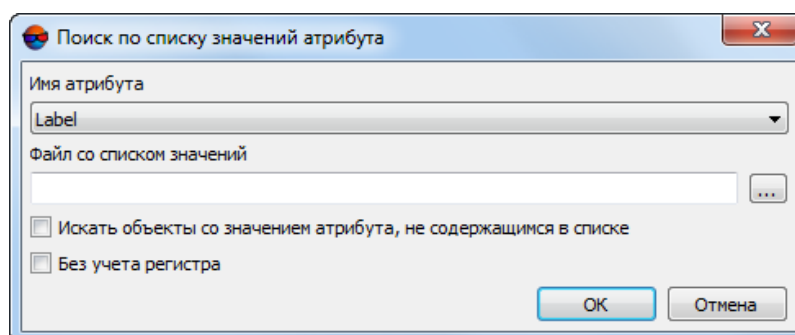 Поиск по списку значений атрибута
Имя атрибута
Label
Файл со списком значений
...
Искать объекты со значением атрибута, не содержащимся в списке
Без учета регистра
OK
Отмена